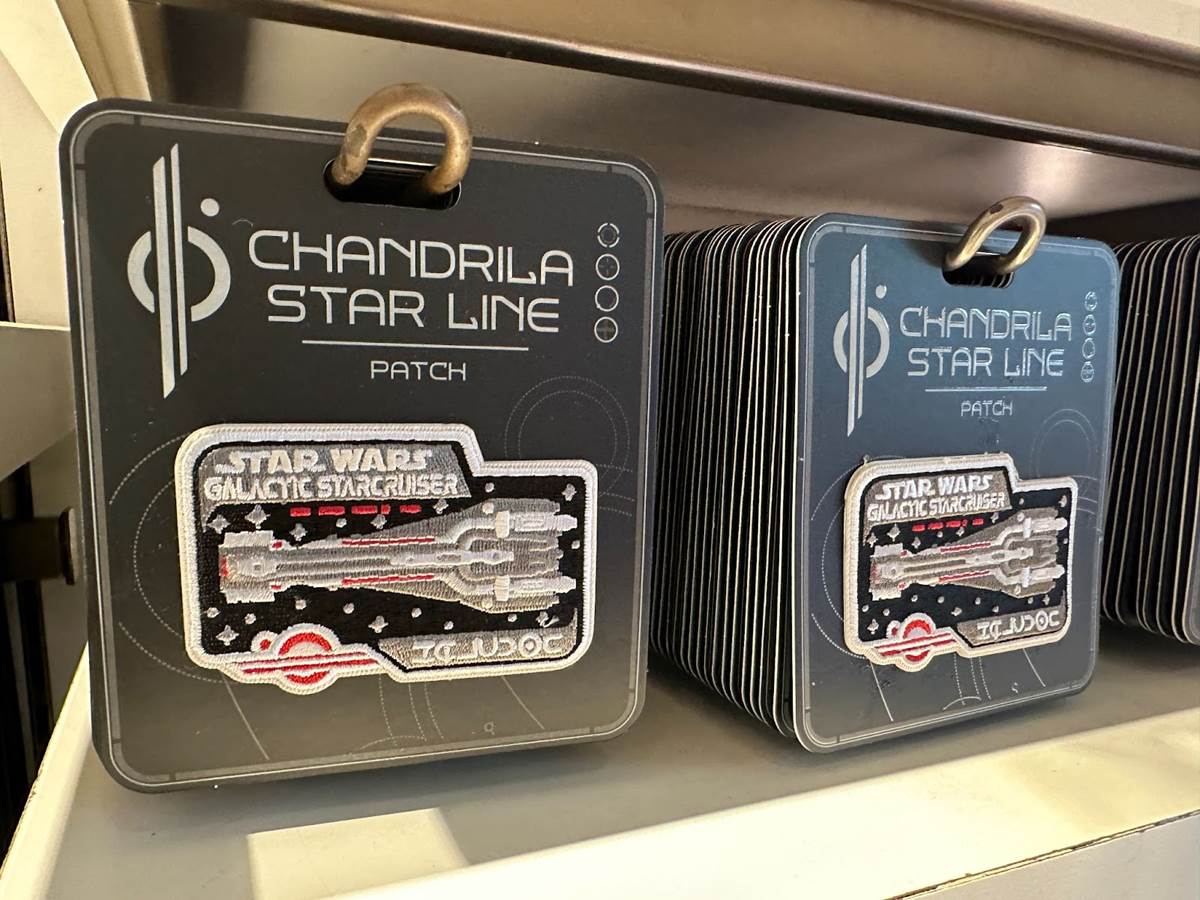 CHANDRILA
STAR LINE
PATCH
STAR WARS
GALACTIC STARCRUISER
CHANDRILA
STAR LINE
PATCH
STAR WARS
GALACTIC STARCRUISER